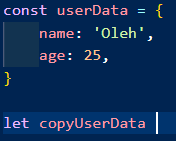 const userData = {
    name: 'Oleh',
    age: 25,
}

let copyUserData